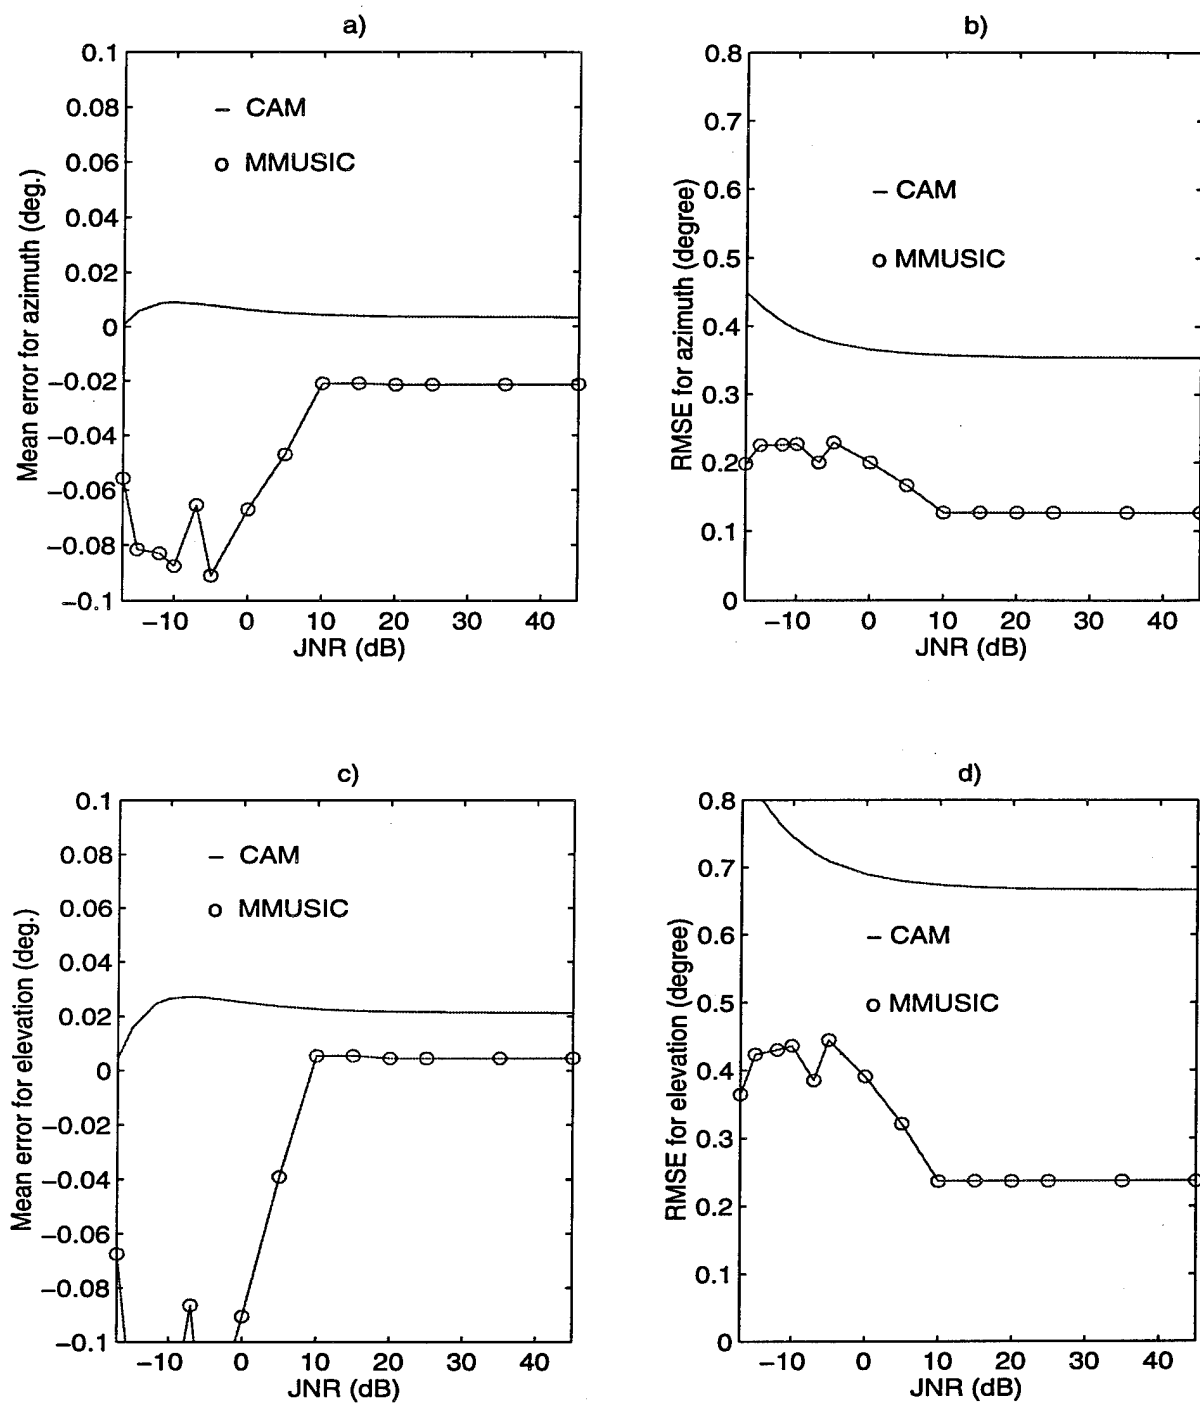 a)
0.1
0.08
0.06
0.04
0.02
0
−0.02
−0.04
−0.06
−0.08
−0.1
Mean error for azimuth (deg.)
– CAM
o MMUSIC
−10 0 10 20 30 40
JNR (dB)
b)
0.8
0.7
0.6
0.5
0.4
0.3
0.2
0.1
0
RMSE for azimuth (degree)
– CAM
o MMUSIC
−10 0 10 20 30 40
JNR (dB)
c)
0.1
0.08
0.06
0.04
0.02
0
−0.02
−0.04
−0.06
−0.08
−0.1
Mean error for elevation (deg.)
– CAM
o MMUSIC
−10 0 10 20 30 40
JNR (dB)
d)
0.8
0.7
0.6
0.5
0.4
0.3
0.2
0.1
0
RMSE for elevation (degree)
– CAM
o MMUSIC
−10 0 10 20 30 40
JNR (dB)